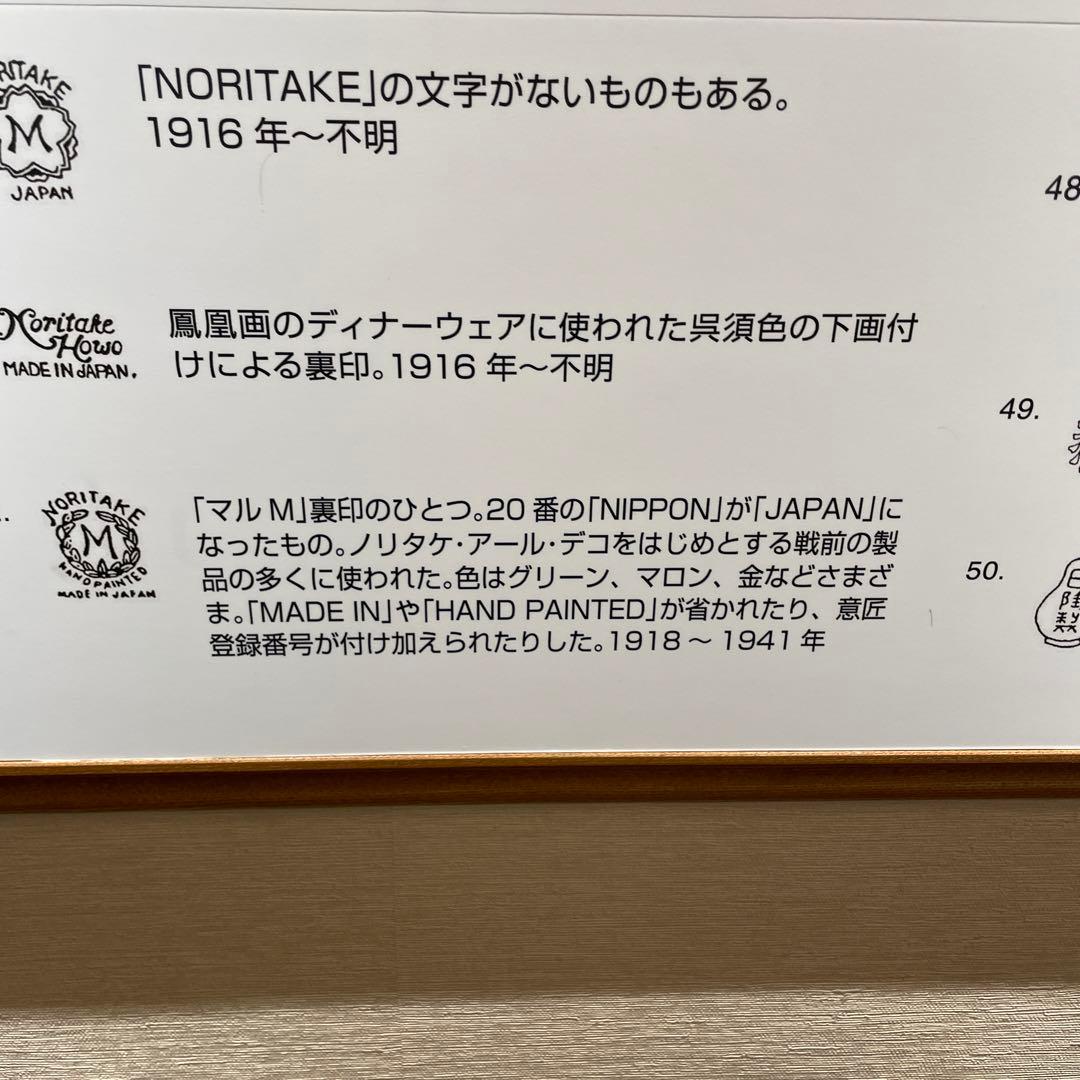 NORITAKE
M
JAPAN
「NORITAKE」の文字がないものもある。
1916 年〜不明
48
Noritake
Howo
MADE IN JAPAN.
鳳凰画のディナーウェアに使われた呉須色の下画付
けによる裏印。1916 年〜不明
49.
NORITAKE
M
HAND PAINTED
MADE IN JAPAN
「マル M」裏印のひとつ。20 番の「NIPPON」が「JAPAN」に
なったもの。ノリタケ・アール・デコをはじめとする戦前の製
品の多くに使われた。色はグリーン、マロン、金などさまざ
ま。「MADE IN」や「HAND PAINTED」が省かれたり、意匠
登録番号が付け加えられたりした。1918 〜 1941 年
50.